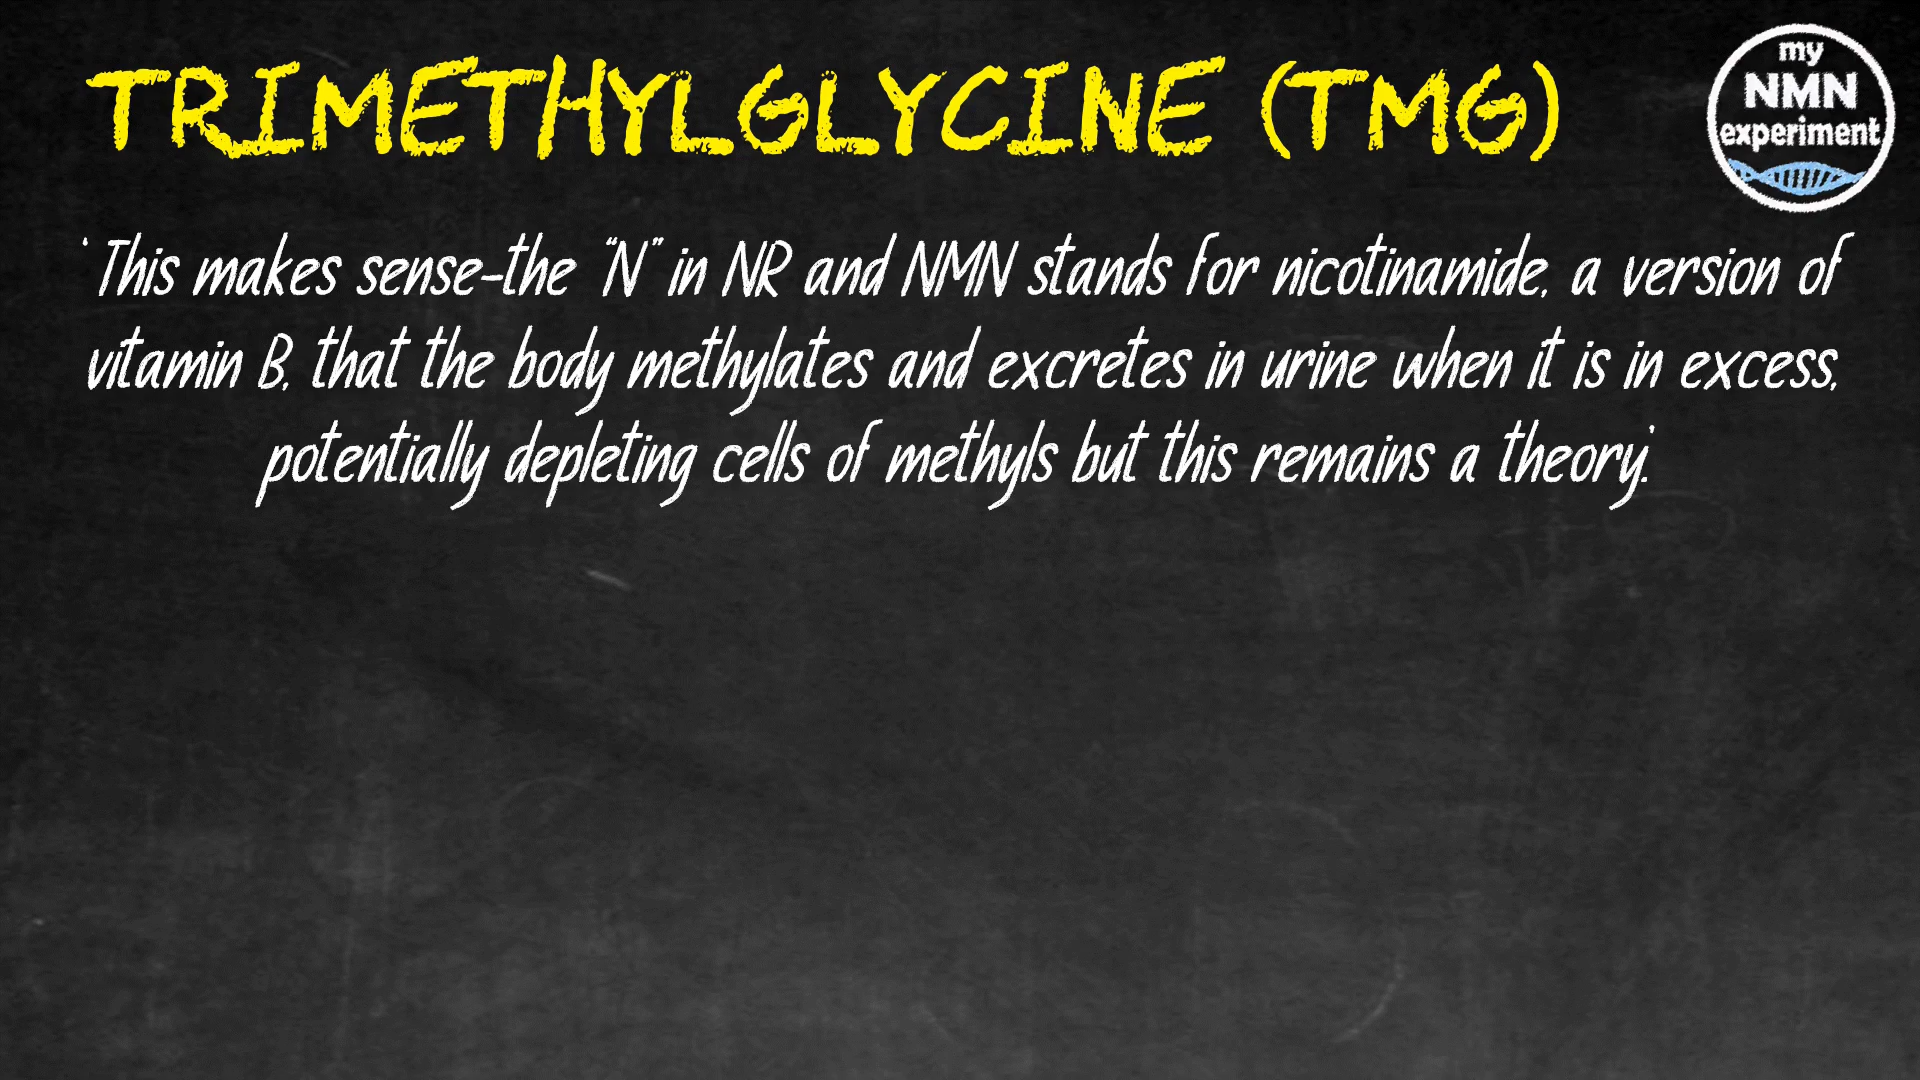 TRIMETHYLGLYCINE (TMG)
my
NMN
experiment
‘This makes sense-the “N” in NR and NMN stands for nicotinamide, a version of
vitamin B, that the body methylates and excretes in urine when it is in excess,
potentially depleting cells of methyls but this remains a theory.’